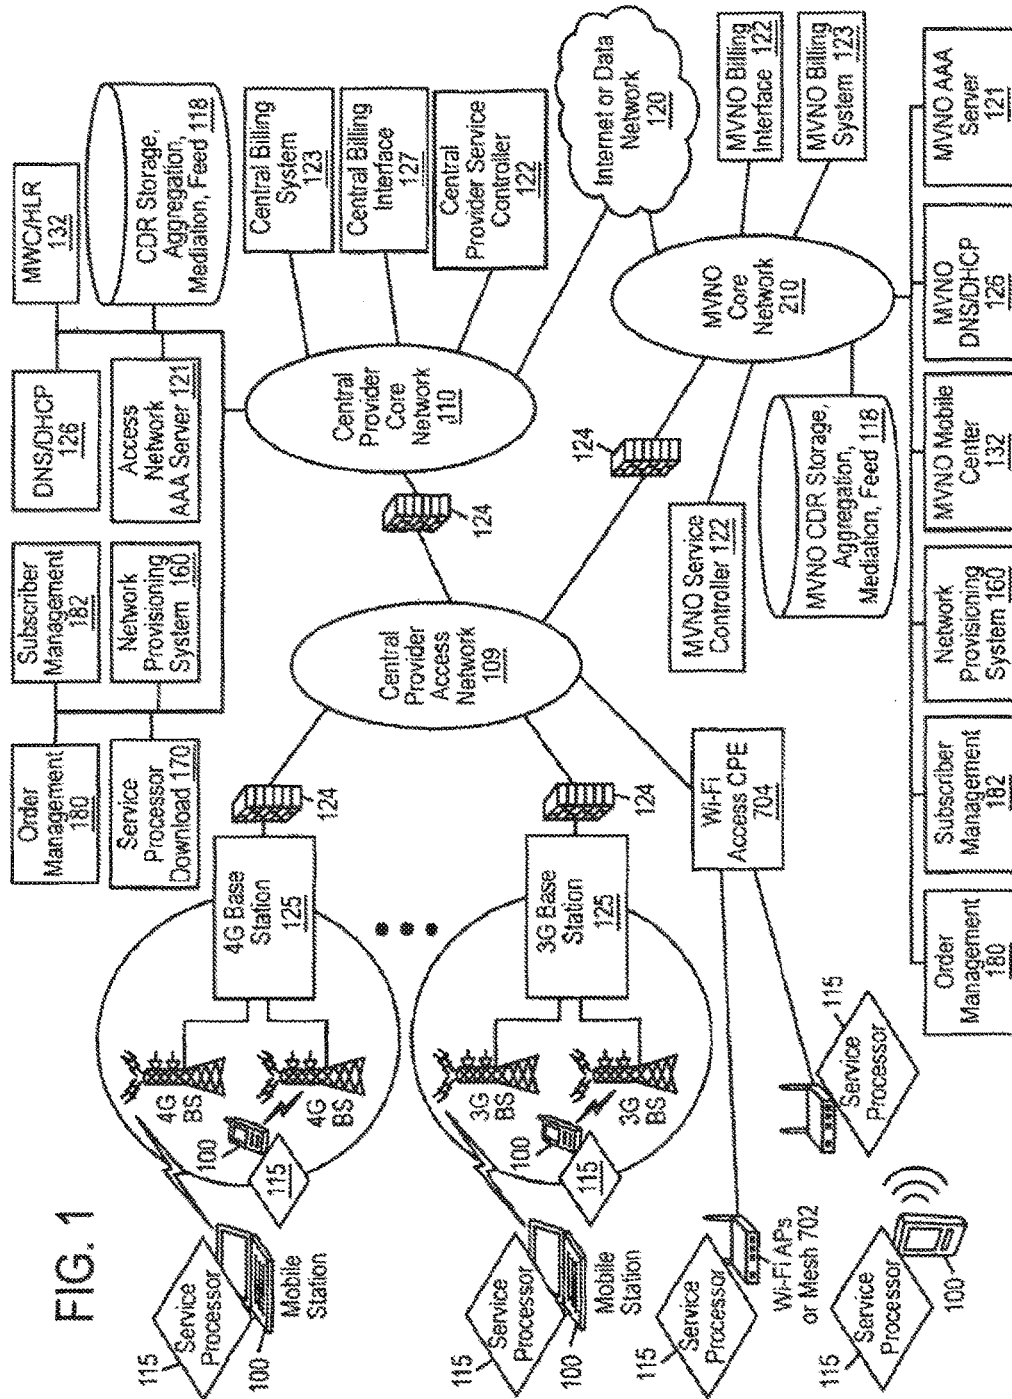 FIG. 1
Order
Management
180
Subscriber
Management
182
DNS/DHCP
126
MWC/HLR
132
Service
Processor
Download 170
Network
Provisioning
System 160
Access
Network
AAA Server 121
CDR Storage,
Aggregation,
Mediation, Feed 118
115
Service
Processor
100
Mobile
Station
4G
BS
4G
BS
100
115
4G Base
Station
125
124
115
Service
Processor
100
Mobile
Station
3G
BS
3G
BS
100
115
3G Base
Station
125
124
Central
Provider
Access
Network
109
124
Central
Provider
Core
Network
110
Central Billing
System
123
Central Billing
Interface
127
Central
Provider Service
Controller
122
Internet or Data
Network
120
124
115
Service
Processor
Wi-Fi APs
or Mesh 702
115
Service
Processor
100
115
Service
Processor
Wi-Fi
Access CPE
704
MVNO Service
Controller 122
MVNO
Core
Network
210
MVNO Billing
Interface 122
MVNO Billing
System 123
MVNO CDR Storage,
Aggregation,
Mediation, Feed 118
Order
Management
180
Subscriber
Management
182
Network
Provisioning
System 160
MVNO Mobile
Center
132
MVNO
DNS/DHCP
126
MVNO AAA
Server
121